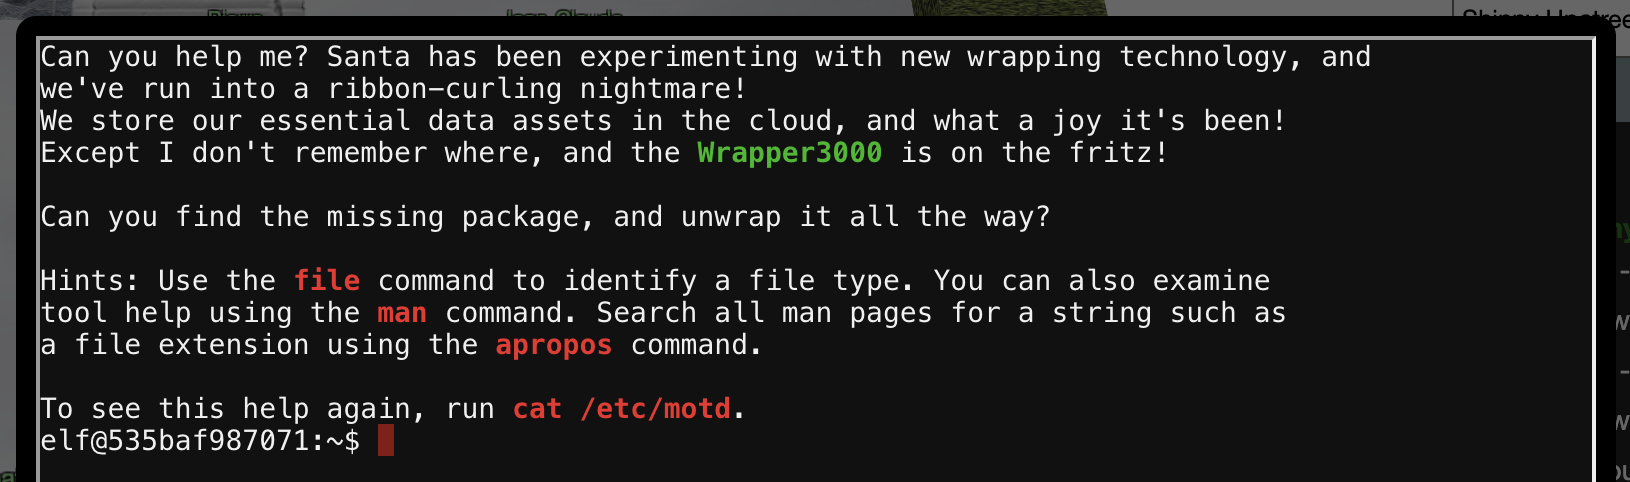 Can you help me? Santa has been experimenting with new wrapping technology, and
we've run into a ribbon-curling nightmare!
We store our essential data assets in the cloud, and what a joy it's been!
Except I don't remember where, and the Wrapper3000 is on the fritz!
Can you find the missing package, and unwrap it all the way?
Hints: Use the file command to identify a file type. You can also examine
tool help using the man command. Search all man pages for a string such as
a file extension using the apropos command.
To see this help again, run cat /etc/motd.
elf@535baf987071:~$